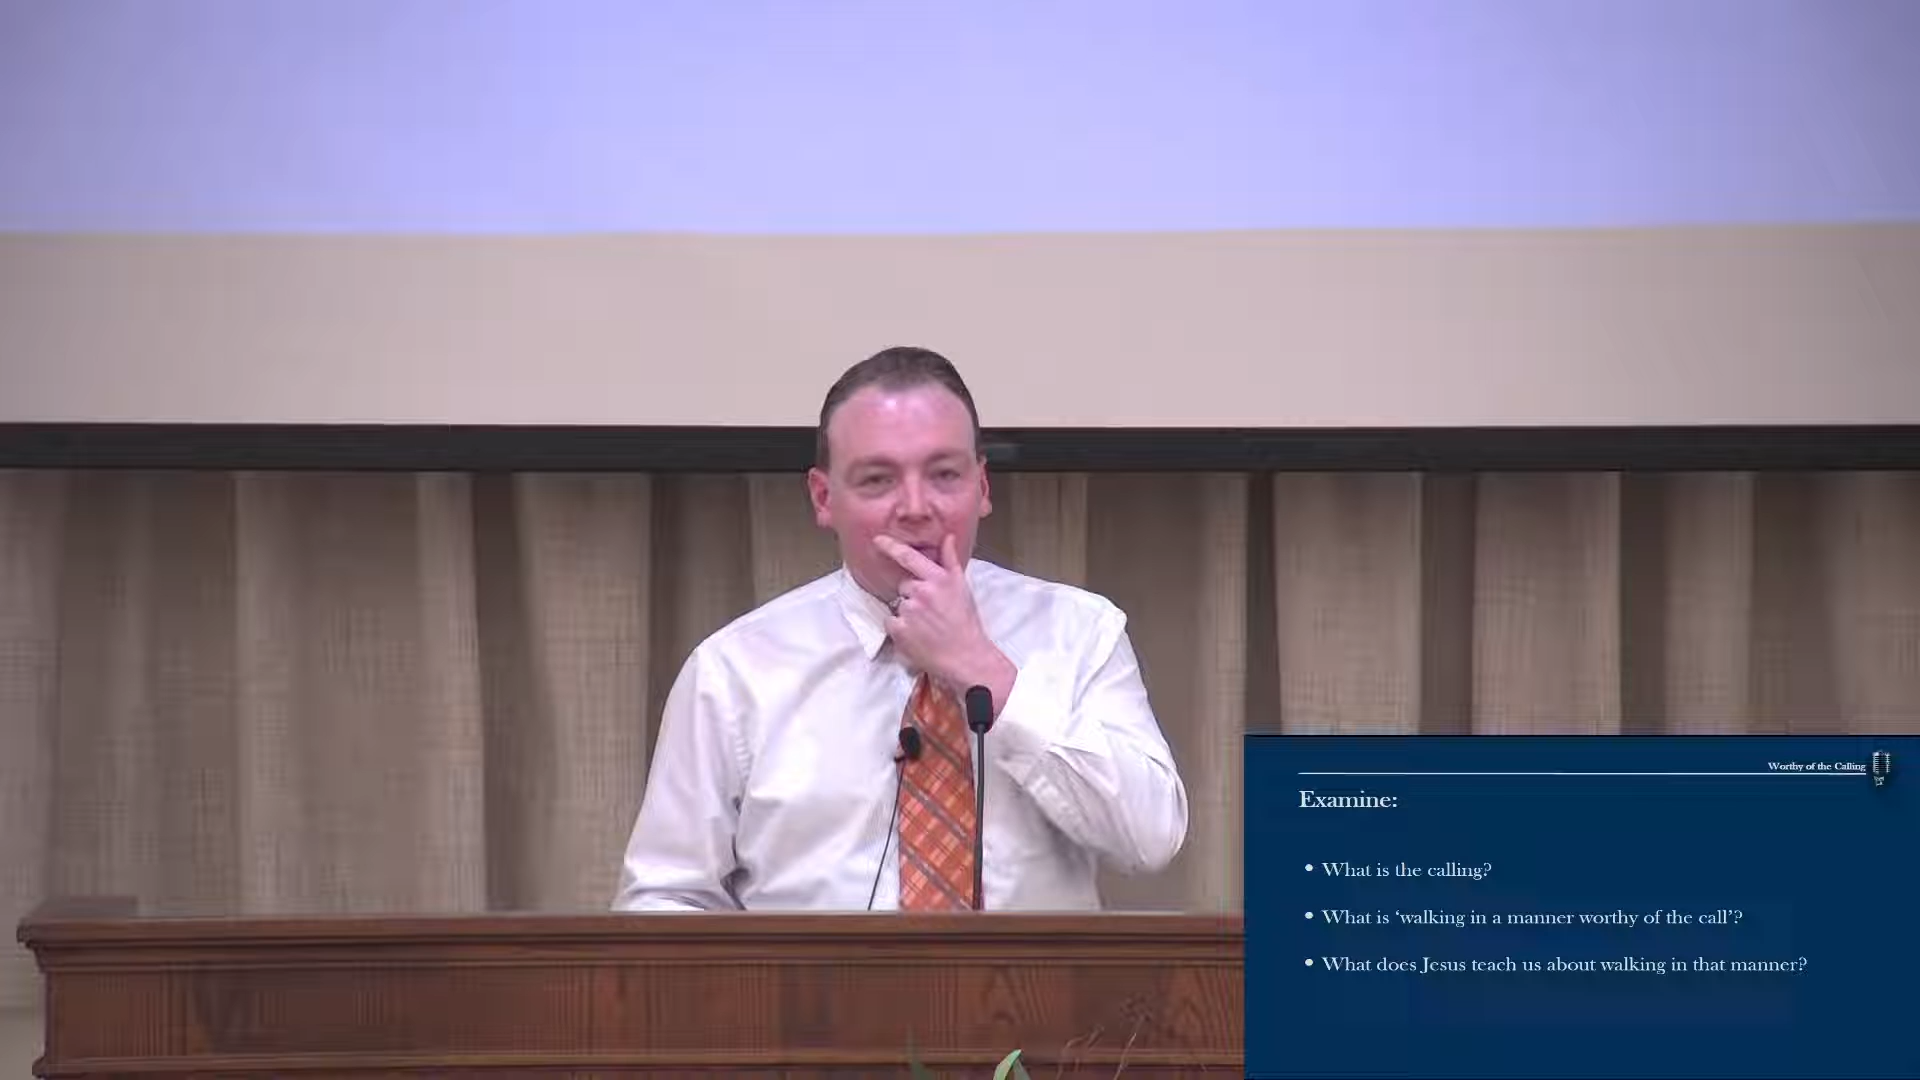 Worthy of the Calling
Examine:
• What is the calling?
• What is ‘walking in a manner worthy of the call’?
• What does Jesus teach us about walking in that manner?